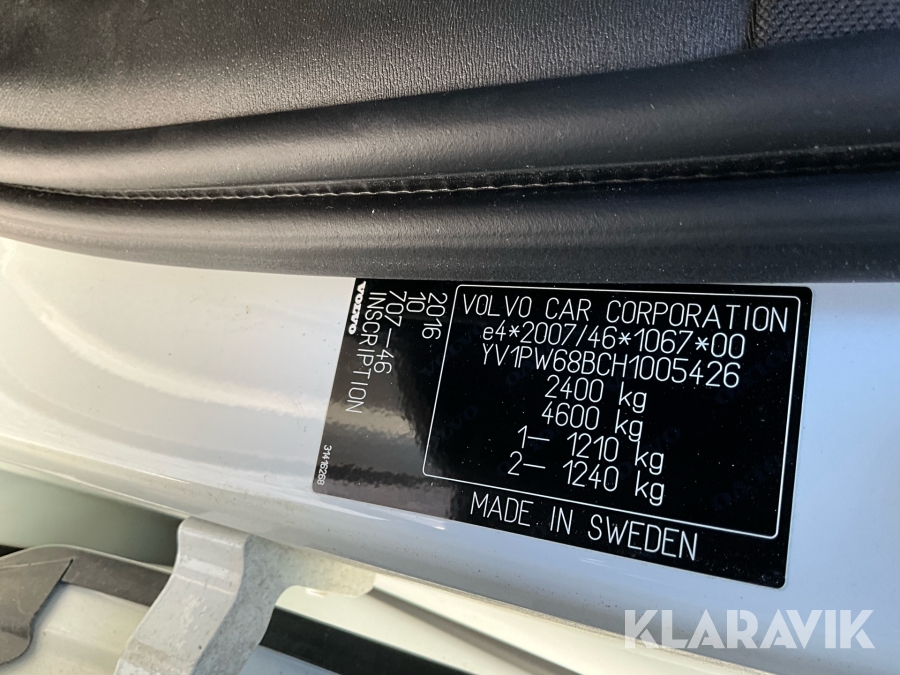 VOLVO CAR CORPORATION
e4*2007/46*1067*00
YV1PW68BCH1005426
2400 kg
4600 kg
1– 1210 kg
2– 1240 kg
MADE IN SWEDEN
2016
10
707–46
INSCRIPTION
VOLVO
31416269
KLARAVIK